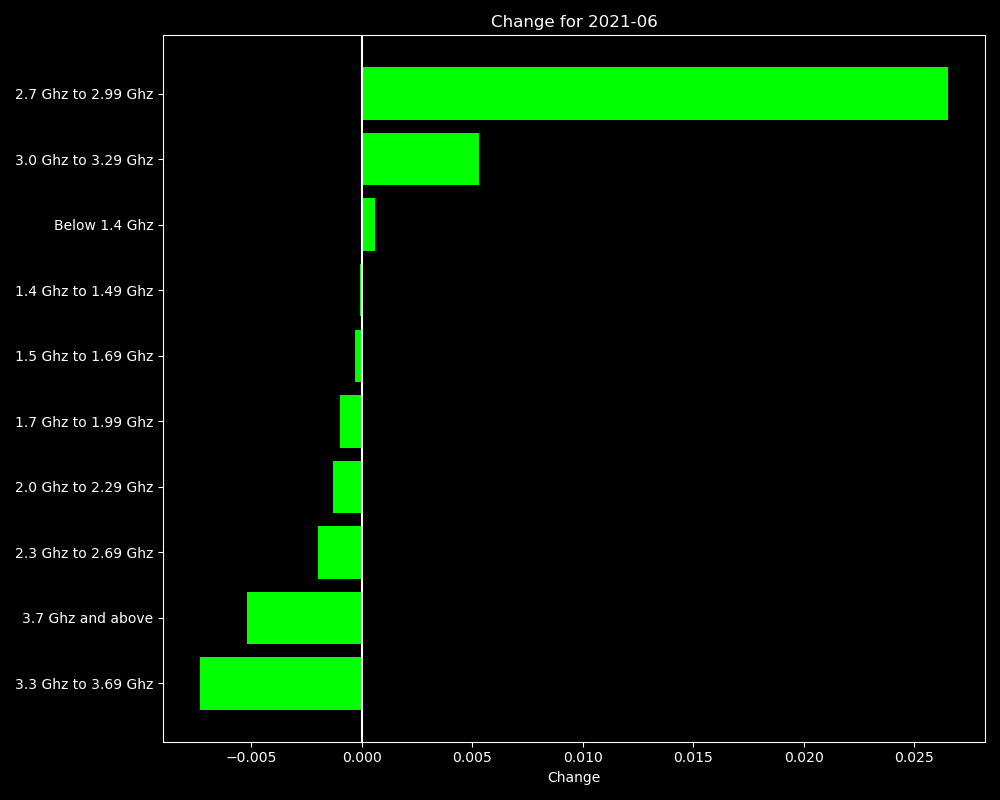 Change for 2021-06
2.7 Ghz to 2.99 Ghz
3.0 Ghz to 3.29 Ghz
Below 1.4 Ghz
1.4 Ghz to 1.49 Ghz
1.5 Ghz to 1.69 Ghz
1.7 Ghz to 1.99 Ghz
2.0 Ghz to 2.29 Ghz
2.3 Ghz to 2.69 Ghz
3.7 Ghz and above
3.3 Ghz to 3.69 Ghz
−0.005 0.000 0.005 0.010 0.015 0.020 0.025
Change